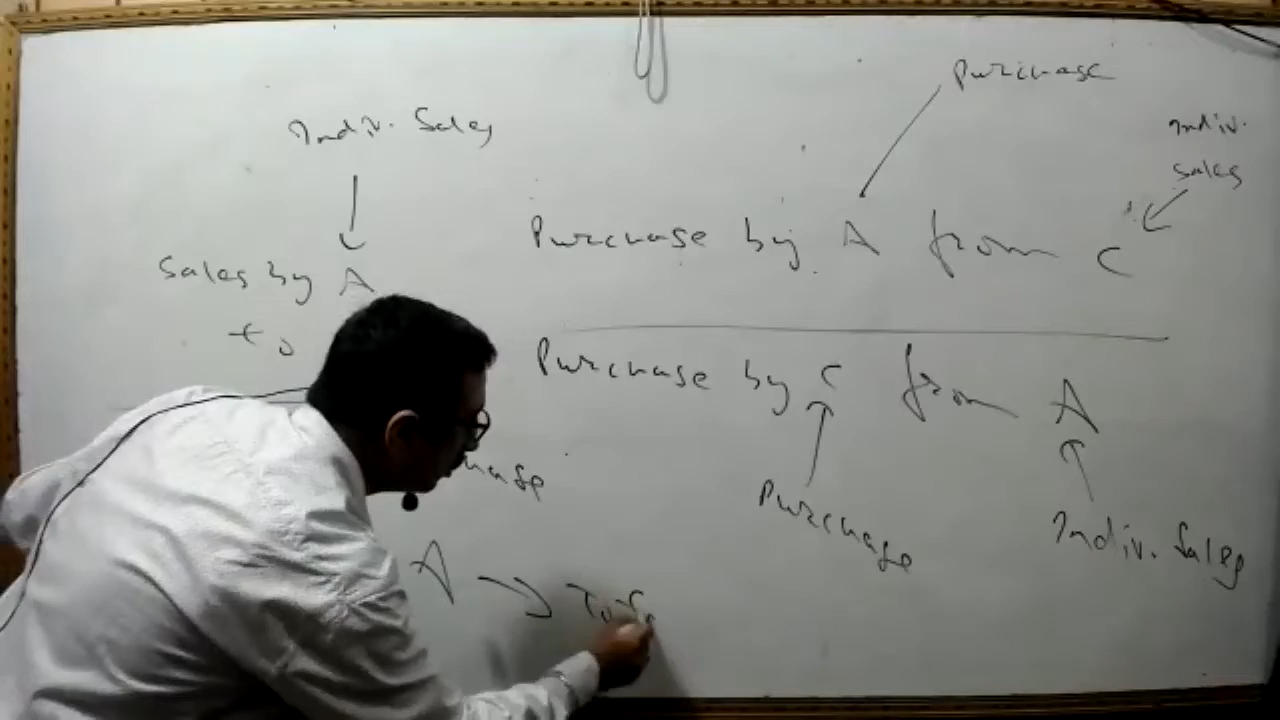 Indiv. Sales
Sales by A
to
A
Purchase
Indiv.
Sales
Purchase by A from C
Purchase by C from A
Purchase
Indiv. Sales